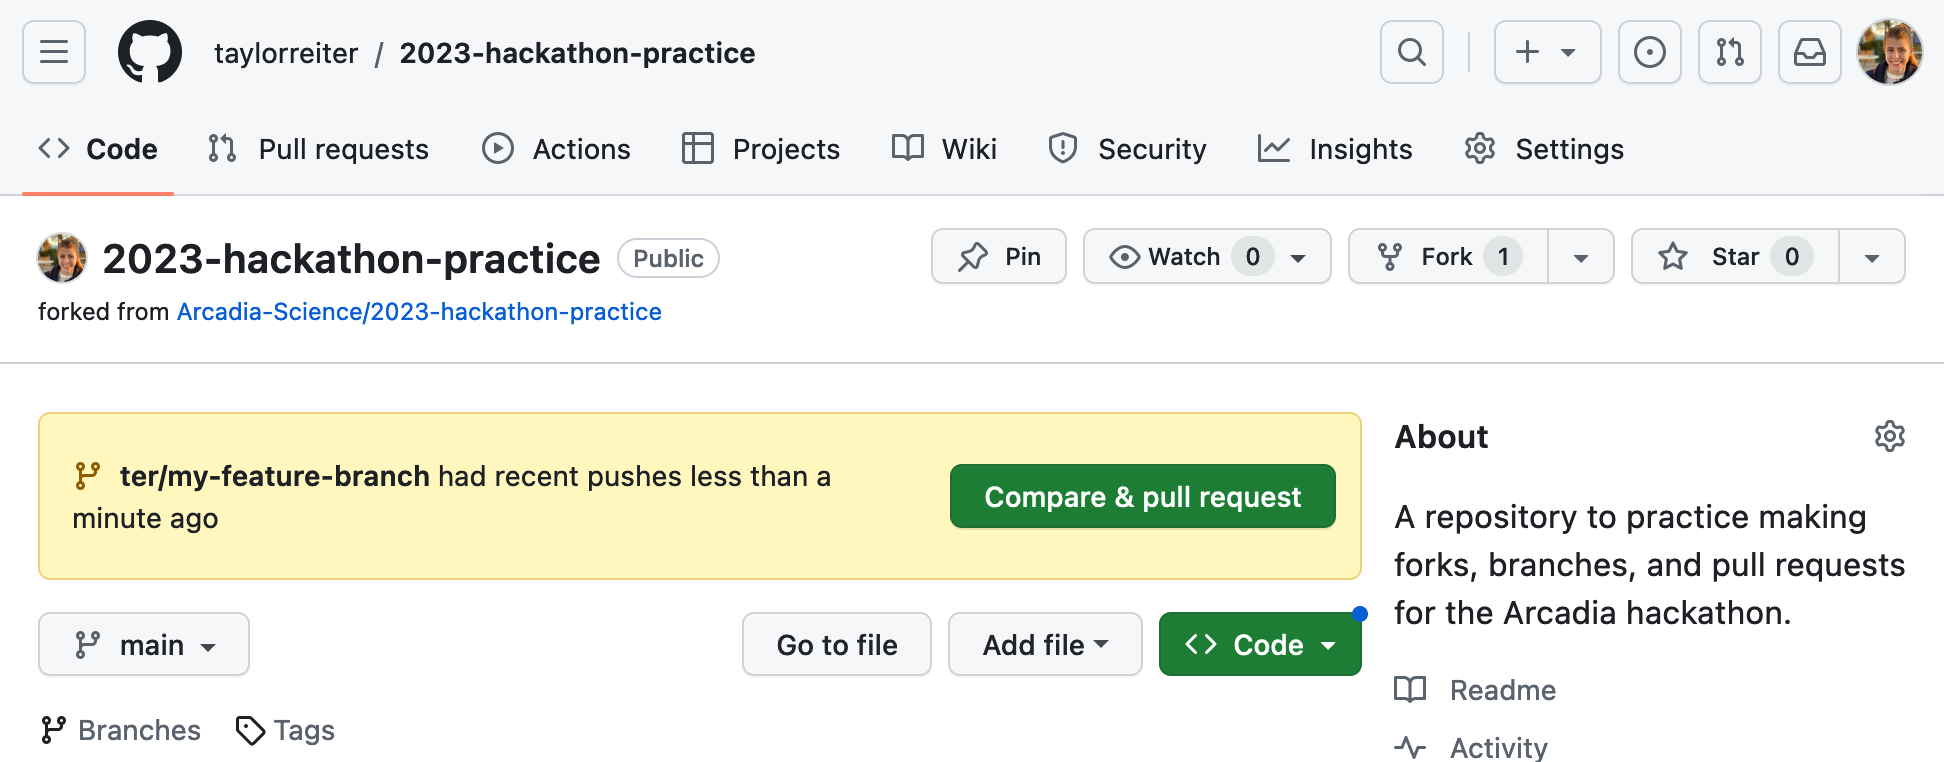 taylorreiter / 2023-hackathon-practice
Code Pull requests Actions Projects Wiki Security Insights Settings
2023-hackathon-practice Public Pin Watch 0 Fork 1 Star 0
forked from Arcadia-Science/2023-hackathon-practice
ter/my-feature-branch had recent pushes less than a
minute ago
Compare & pull request
main Go to file Add file Code
Branches Tags
About
A repository to practice making
forks, branches, and pull requests
for the Arcadia hackathon.
Readme
Activity